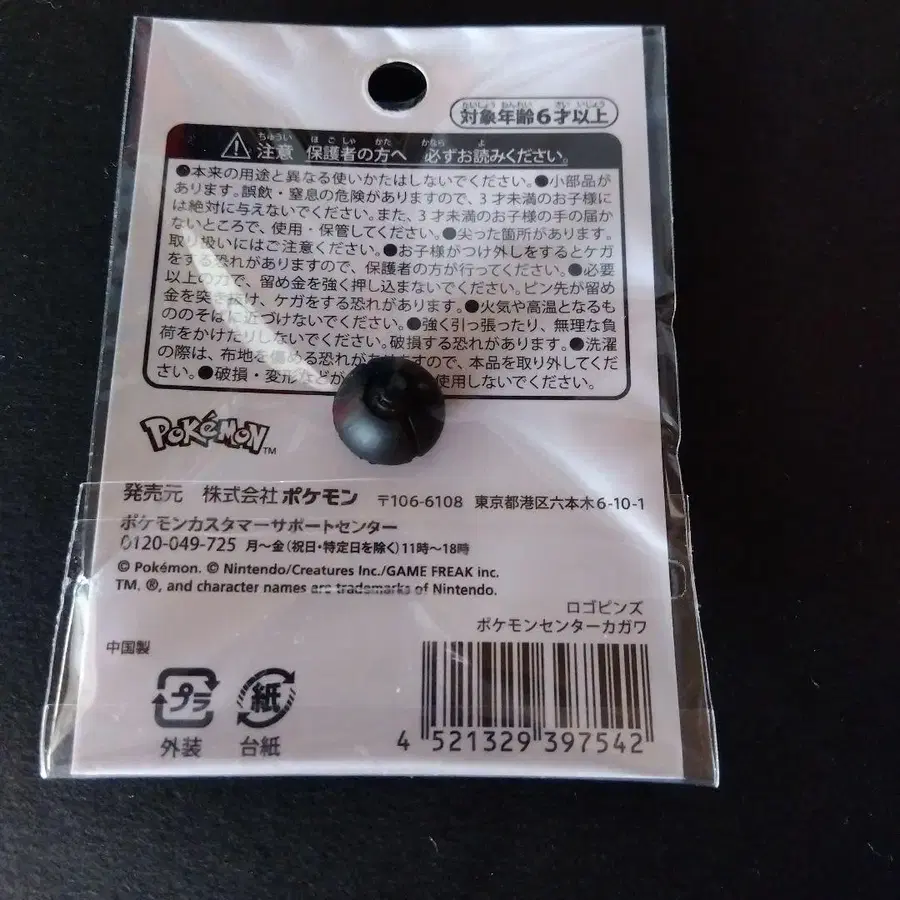 たいしょう ねんれい さい いじょう
対象年齢6才以上
ちゅうい ほごしゃ かた かなら よ
注意 保護者の方へ 必ずお読みください。
●本来の用途と異なる使いかたはしないでください。●小部品が
あります。誤飲・窒息の危険がありますので、3才未満のお子様に
は絶対に与えないでください。また、3才未満のお子様の手の届か
ないところで、使用・保管してください。●尖った箇所があります。
取り扱いにはご注意ください。●お子様がつけ外しをするとケガ
をする恐れがありますので、保護者の方が行ってください。●必要
以上の力で、留め金を強く押し込まないでください。ピン先が留め
金を突き抜け、ケガをする恐れがあります。●火気や高温となるも
ののそばに近づけないでください。●強く引っ張ったり、無理な負
荷をかけたりしないでください。破損する恐れがあります。●洗濯
の際は、布地を傷める恐れがありますので、本品を取り外してくだ
さい。●破損・変形などが 使用しないでください。
POKéMON™
発売元 株式会社ポケモン 〒106-6108 東京都港区六本木6-10-1
ポケモンカスタマーサポートセンター
0120-049-725 月〜金(祝日・特定日を除く)11時〜18時
© Pokémon. © Nintendo/Creatures Inc./GAME FREAK inc.
TM, ®, and character names are trademarks of Nintendo.
ロゴピンズ
ポケモンセンターカガワ
中国製
プラ 紙
外装 台紙
4 521329 397542